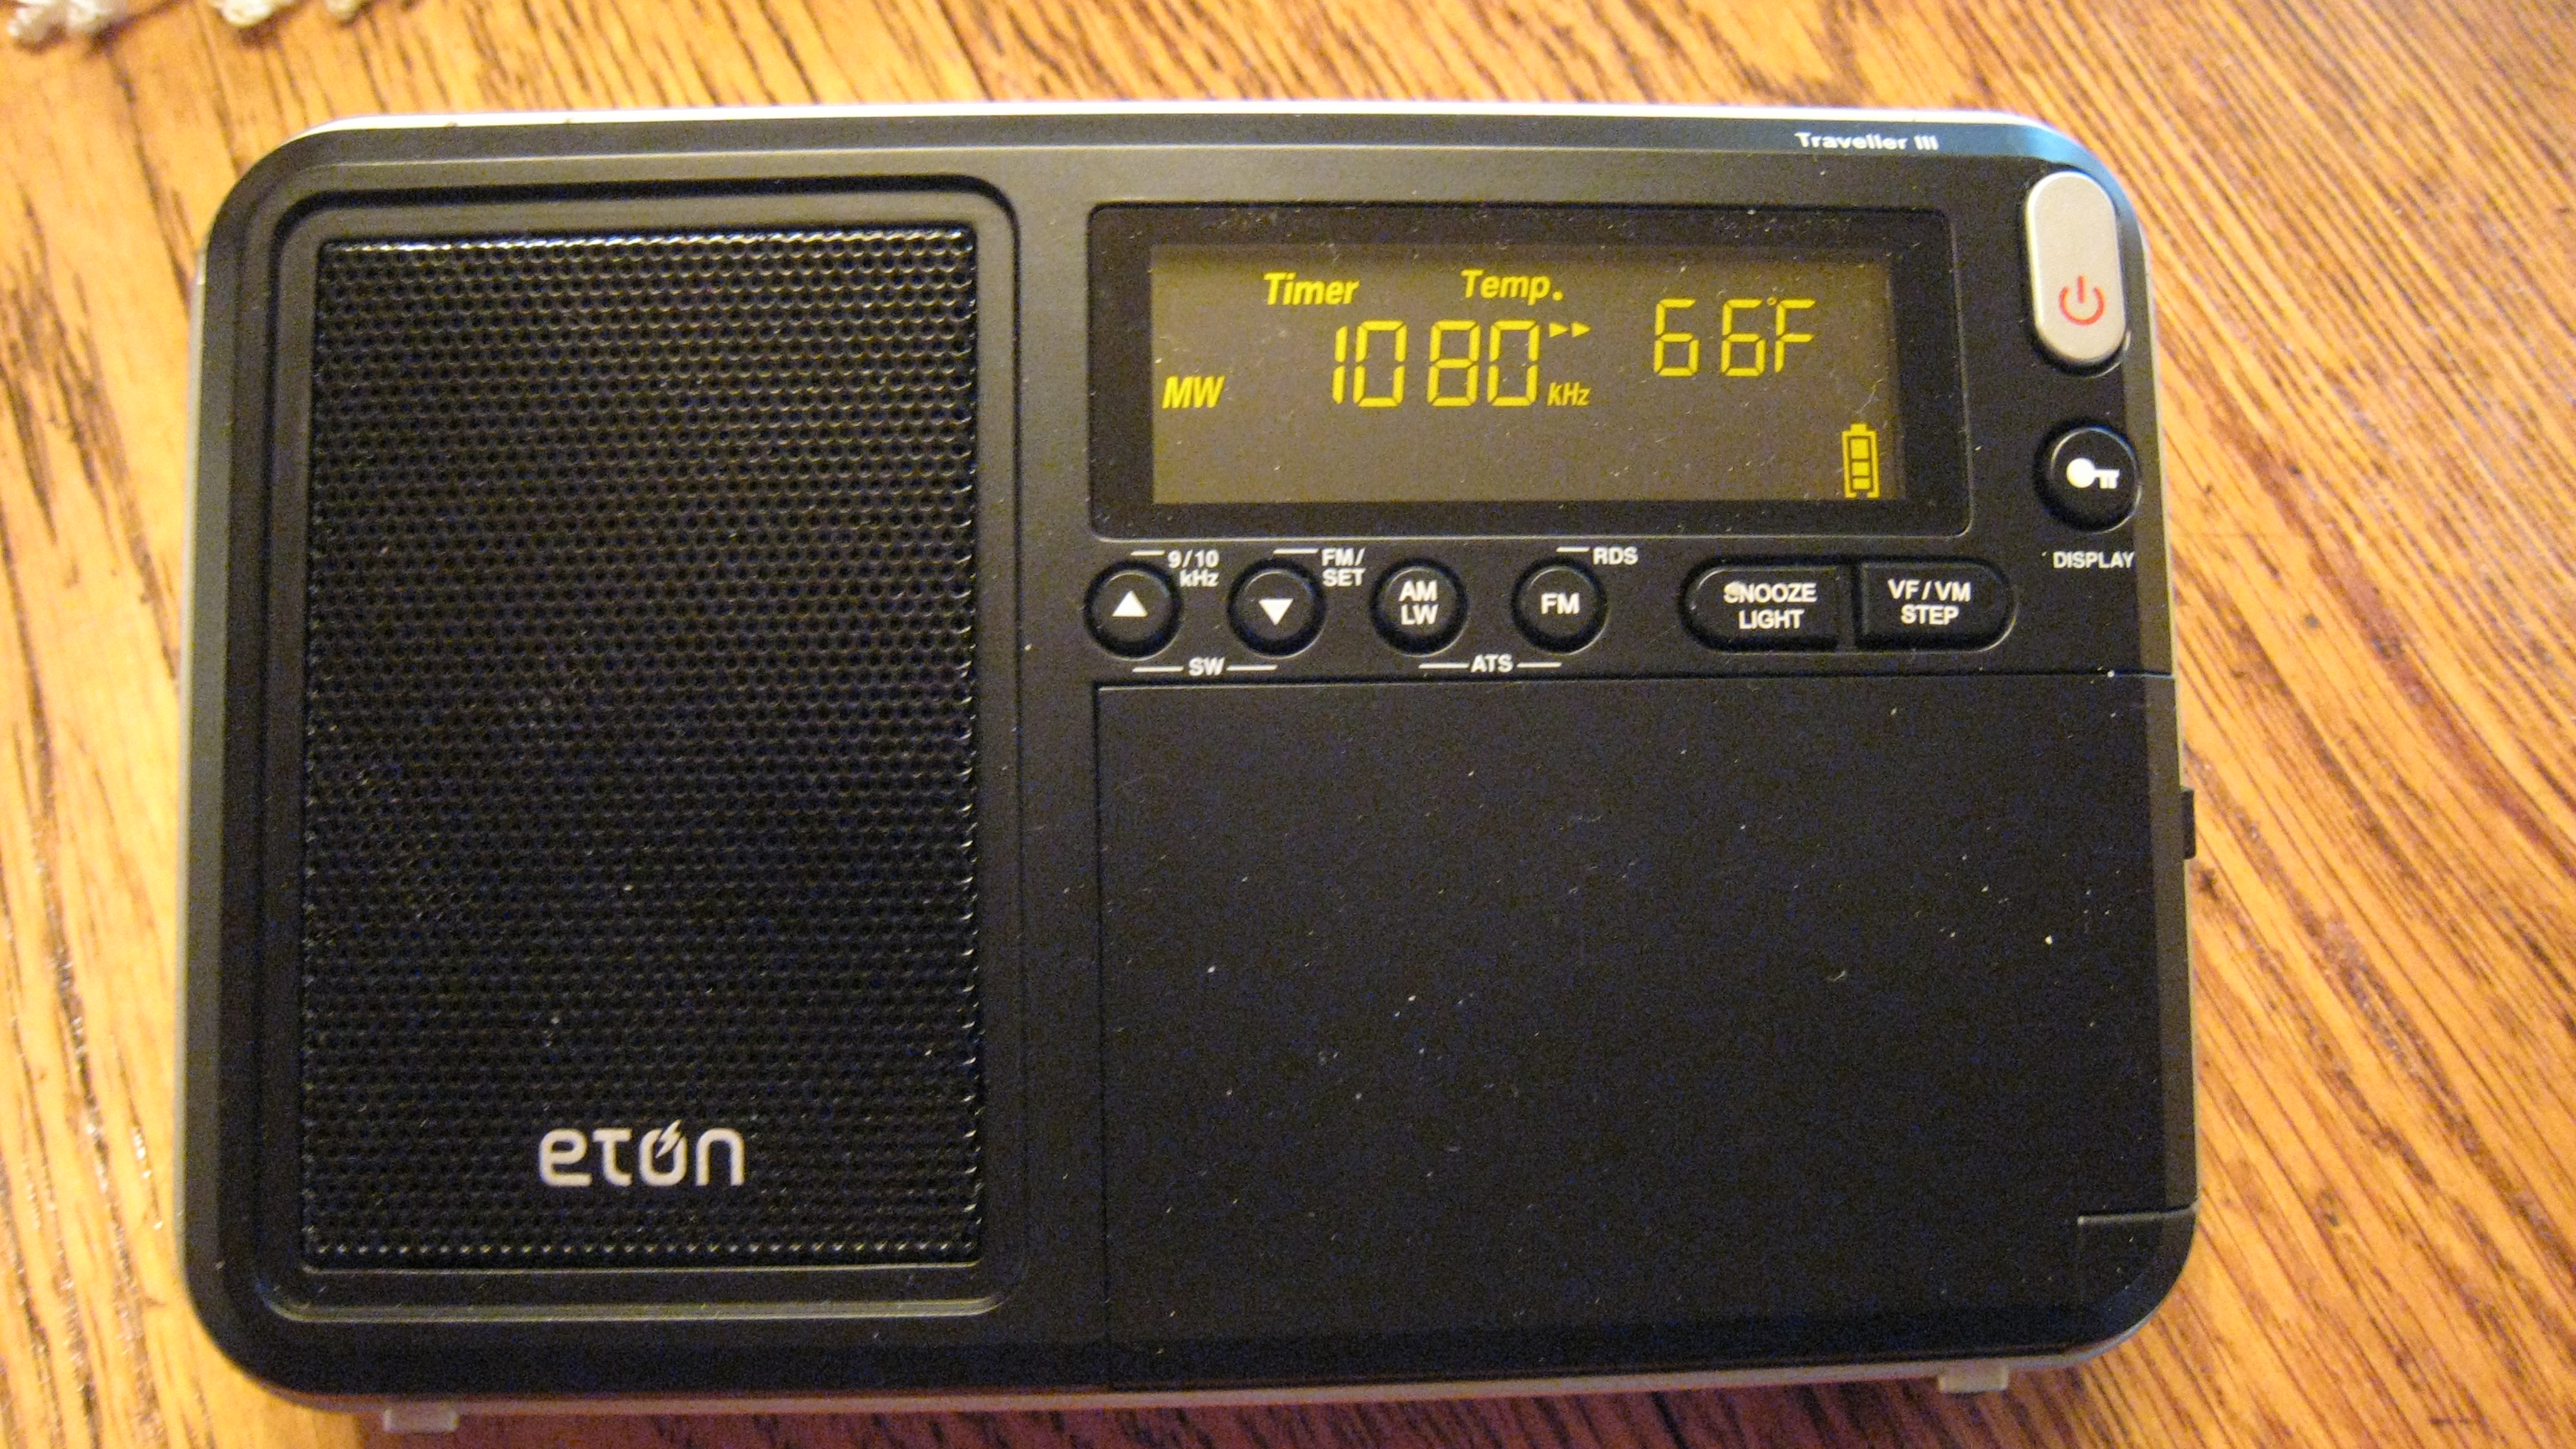 Traveller III
Timer Temp.
MW 1080 kHz 66°F
9/10 kHz
FM/ SET
RDS
AM LW
FM
SNOOZE LIGHT
VF/VM STEP
DISPLAY
SW
ATS
etón